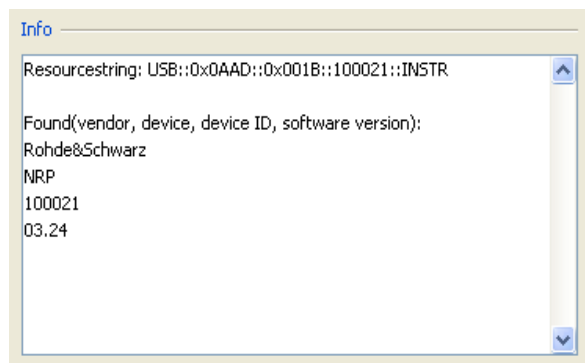 Info
Resourcestring: USB::0x0AAD::0x001B::100021::INSTR
Found(vendor, device, device ID, software version):
Rohde&Schwarz
NRP
100021
03.24